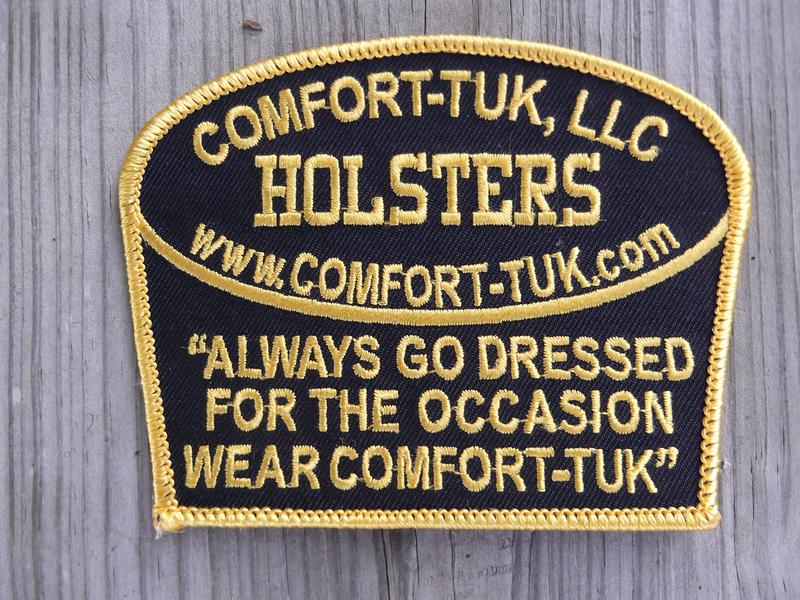 COMFORT-TUK, LLC
HOLSTERS
www.COMFORT-TUK.com
“ALWAYS GO DRESSED
FOR THE OCCASION
WEAR COMFORT-TUK”